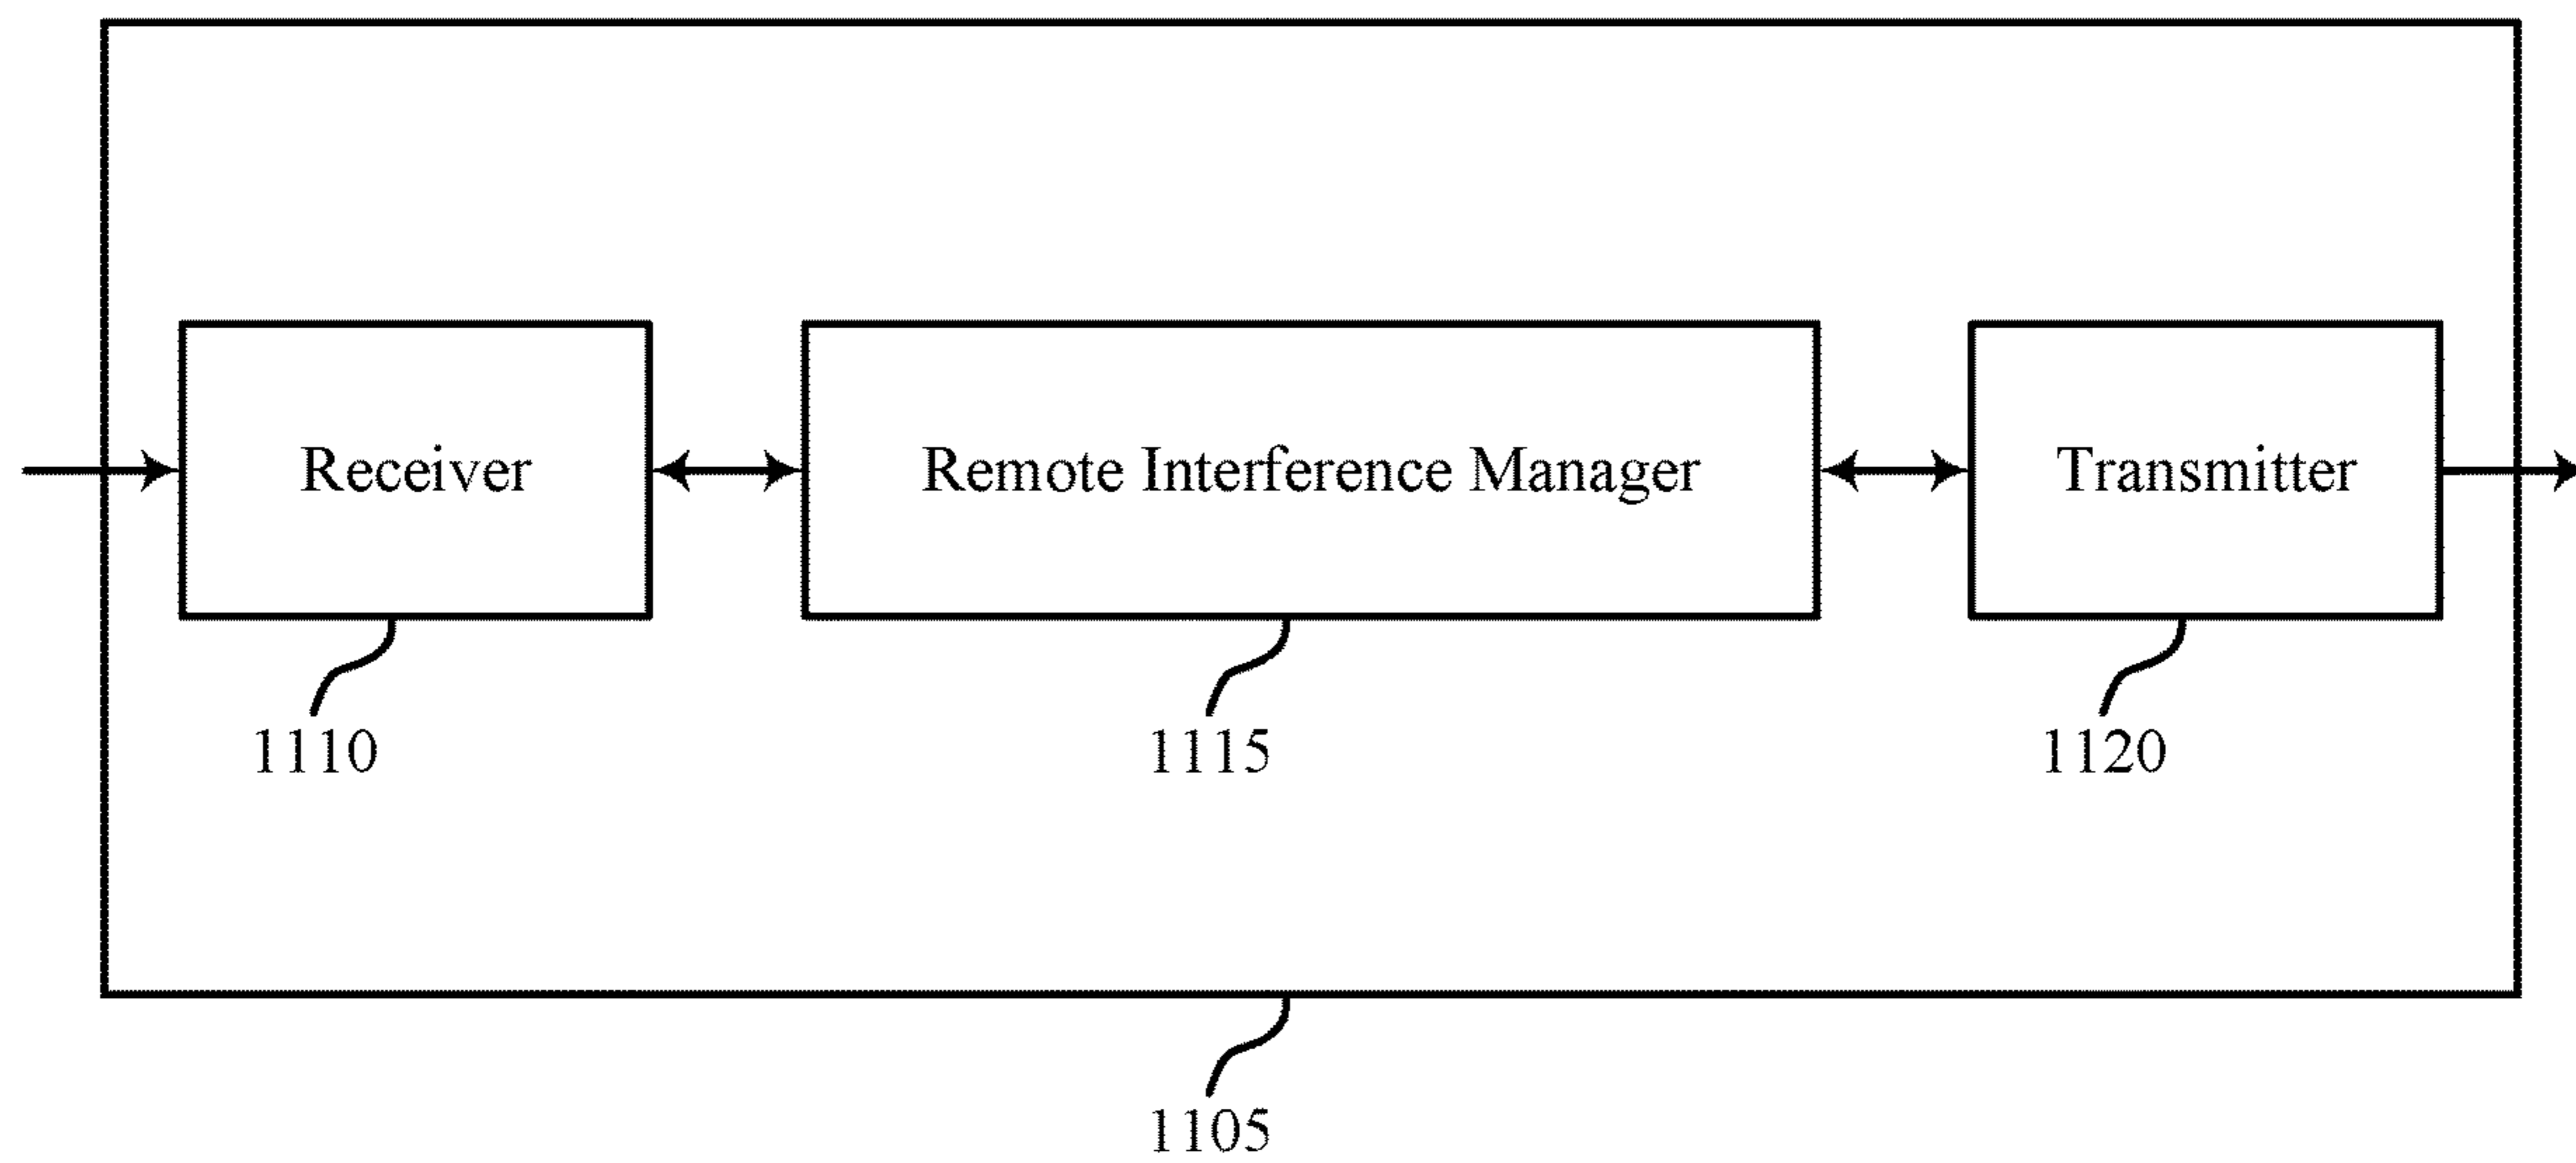 Receiver
Remote Interference Manager
Transmitter
1110
1115
1120
1105